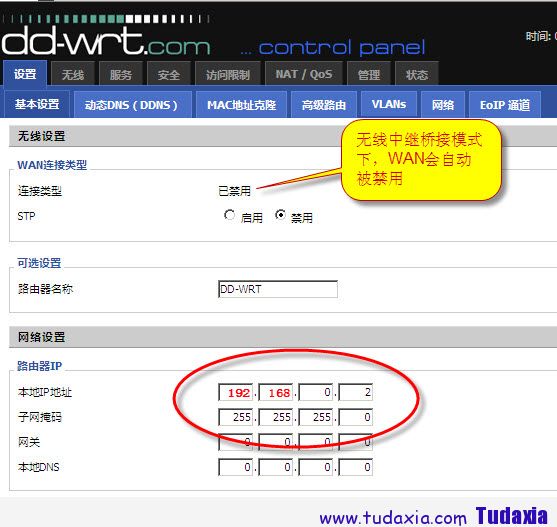 dd-wrt.com ... control panel
时间: 0
设置 无线 服务 安全 访问限制 NAT / QoS 管理 状态
基本设置 动态DNS（DDNS） MAC地址克隆 高级路由 VLANs 网络 EoIP 通道
无线设置
WAN连接类型
连接类型 已禁用
STP 启用 禁用
无线中继桥接模式
下，WAN会自动
被禁用
可选设置
路由器名称 DD-WRT
网络设置
路由器IP
本地IP地址 192. 168. 0. 2
子网掩码 255. 255. 255. 0
网关 0. 0. 0. 0
本地DNS 0. 0. 0. 0
www.tudaxia.com Tudaxia